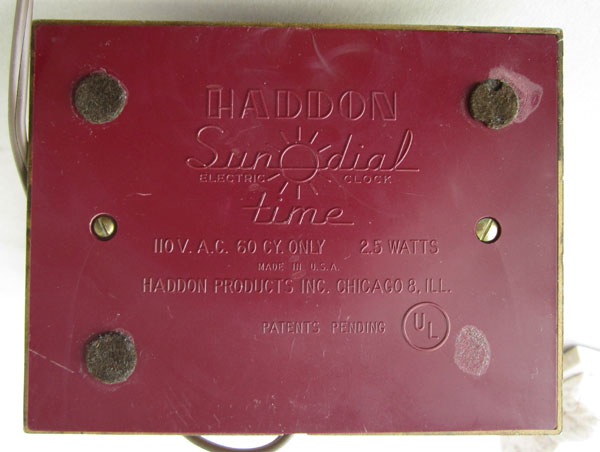 HADDON
Sun dial
ELECTRIC CLOCK
time
110 V. A.C. 60 CY. ONLY 2.5 WATTS
MADE IN U.S.A.
HADDON PRODUCTS INC. CHICAGO 8, ILL.
PATENTS PENDING UL